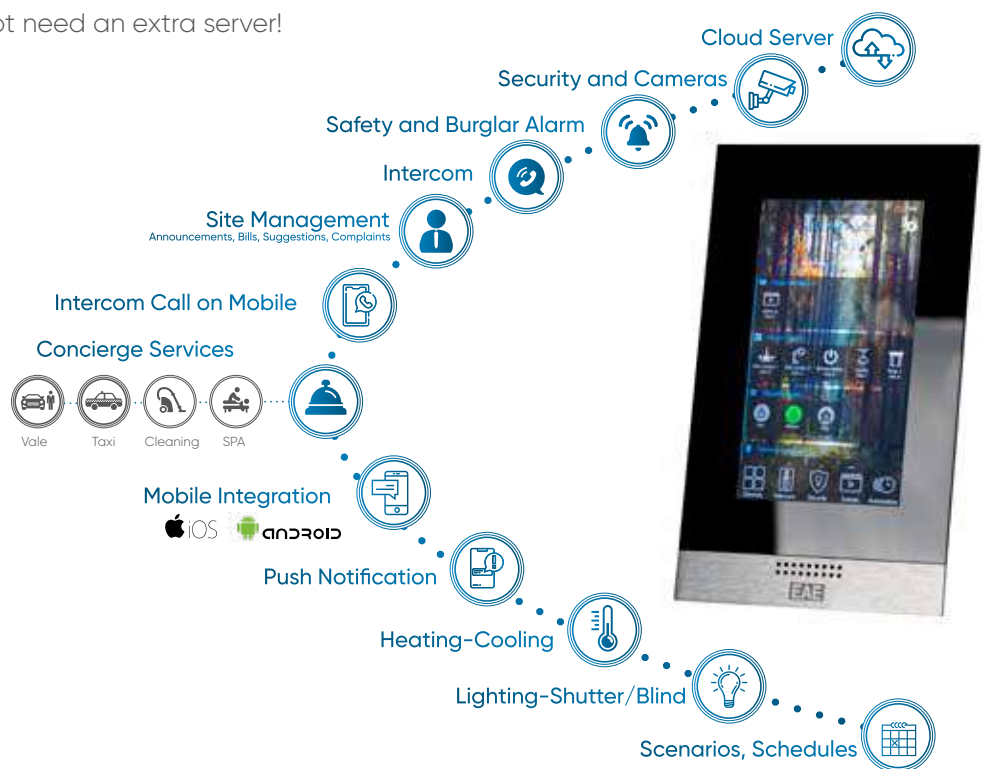 ot need an extra server!
Cloud Server
Security and Cameras
Safety and Burglar Alarm
Intercom
Site Management
Announcements, Bills, Suggestions, Complaints
Intercom Call on Mobile
Concierge Services
Vale
Taxi
Cleaning
SPA
Mobile Integration
iOS
ANDROID
Push Notification
Heating-Cooling
Lighting-Shutter/Blind
Scenarios, Schedules
EAE